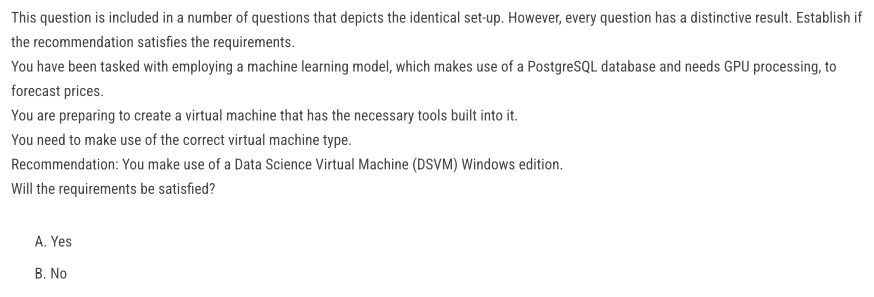 This question is included in a number of questions that depicts the identical set-up. However, every question has a distinctive result. Establish if
the recommendation satisfies the requirements.
You have been tasked with employing a machine learning model, which makes use of a PostgreSQL database and needs GPU processing, to
forecast prices.
You are preparing to create a virtual machine that has the necessary tools built into it.
You need to make use of the correct virtual machine type.
Recommendation: You make use of a Data Science Virtual Machine (DSVM) Windows edition.
Will the requirements be satisfied?
A. Yes
B. No